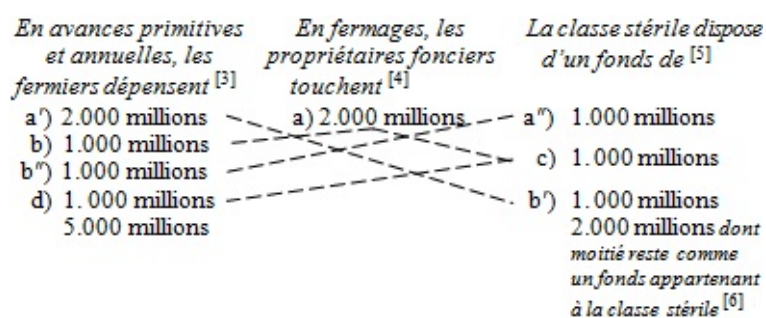 En avances primitives
et annuelles, les
fermiers dépensent [3]
a') 2.000 millions
b) 1.000 millions
b") 1.000 millions
d) 1. 000 millions
5.000 millions
En fermages, les
propriétaires fonciers
touchent [4]
a) 2.000 millions
La classe stérile dispose
d'un fonds de [5]
a") 1.000 millions
c) 1. 000 millions
b') 1.000 millions
2.000 millions dont
moitié reste comme
un fonds appartenant
à la classe stérile [6]